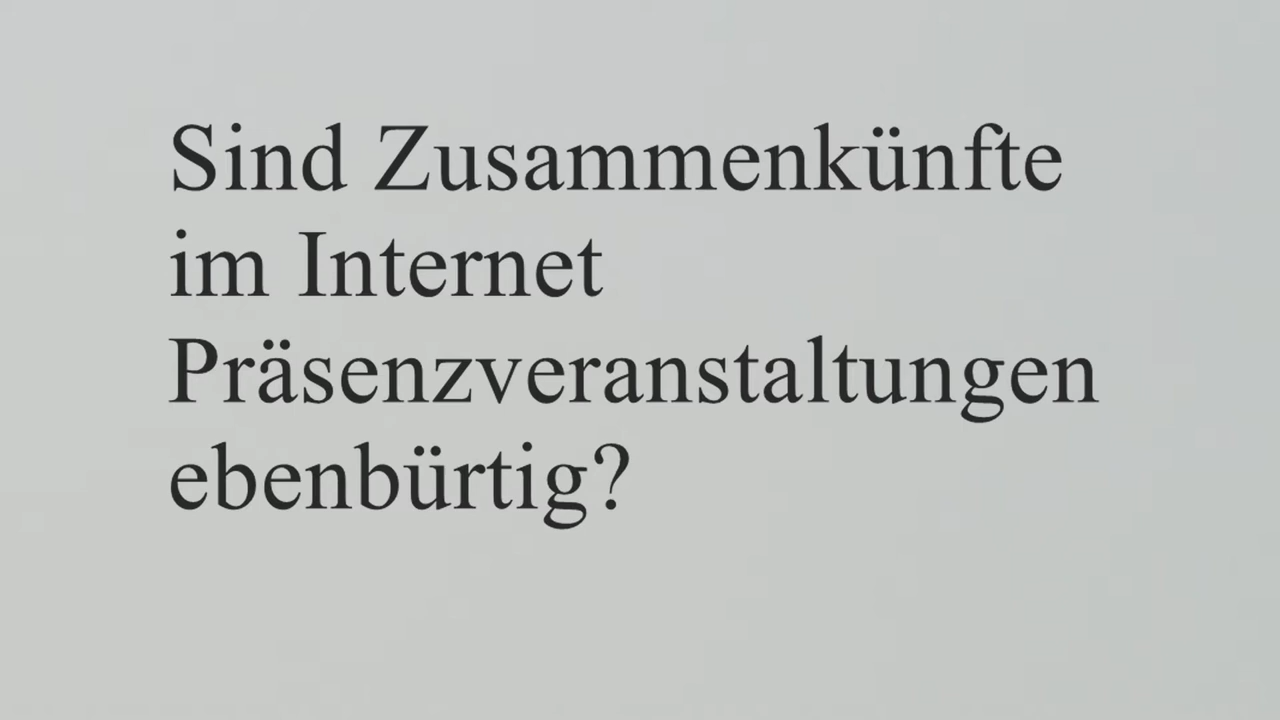 Sind Zusammenkünfte
im Internet
Präsenzveranstaltungen
ebenbürtig?